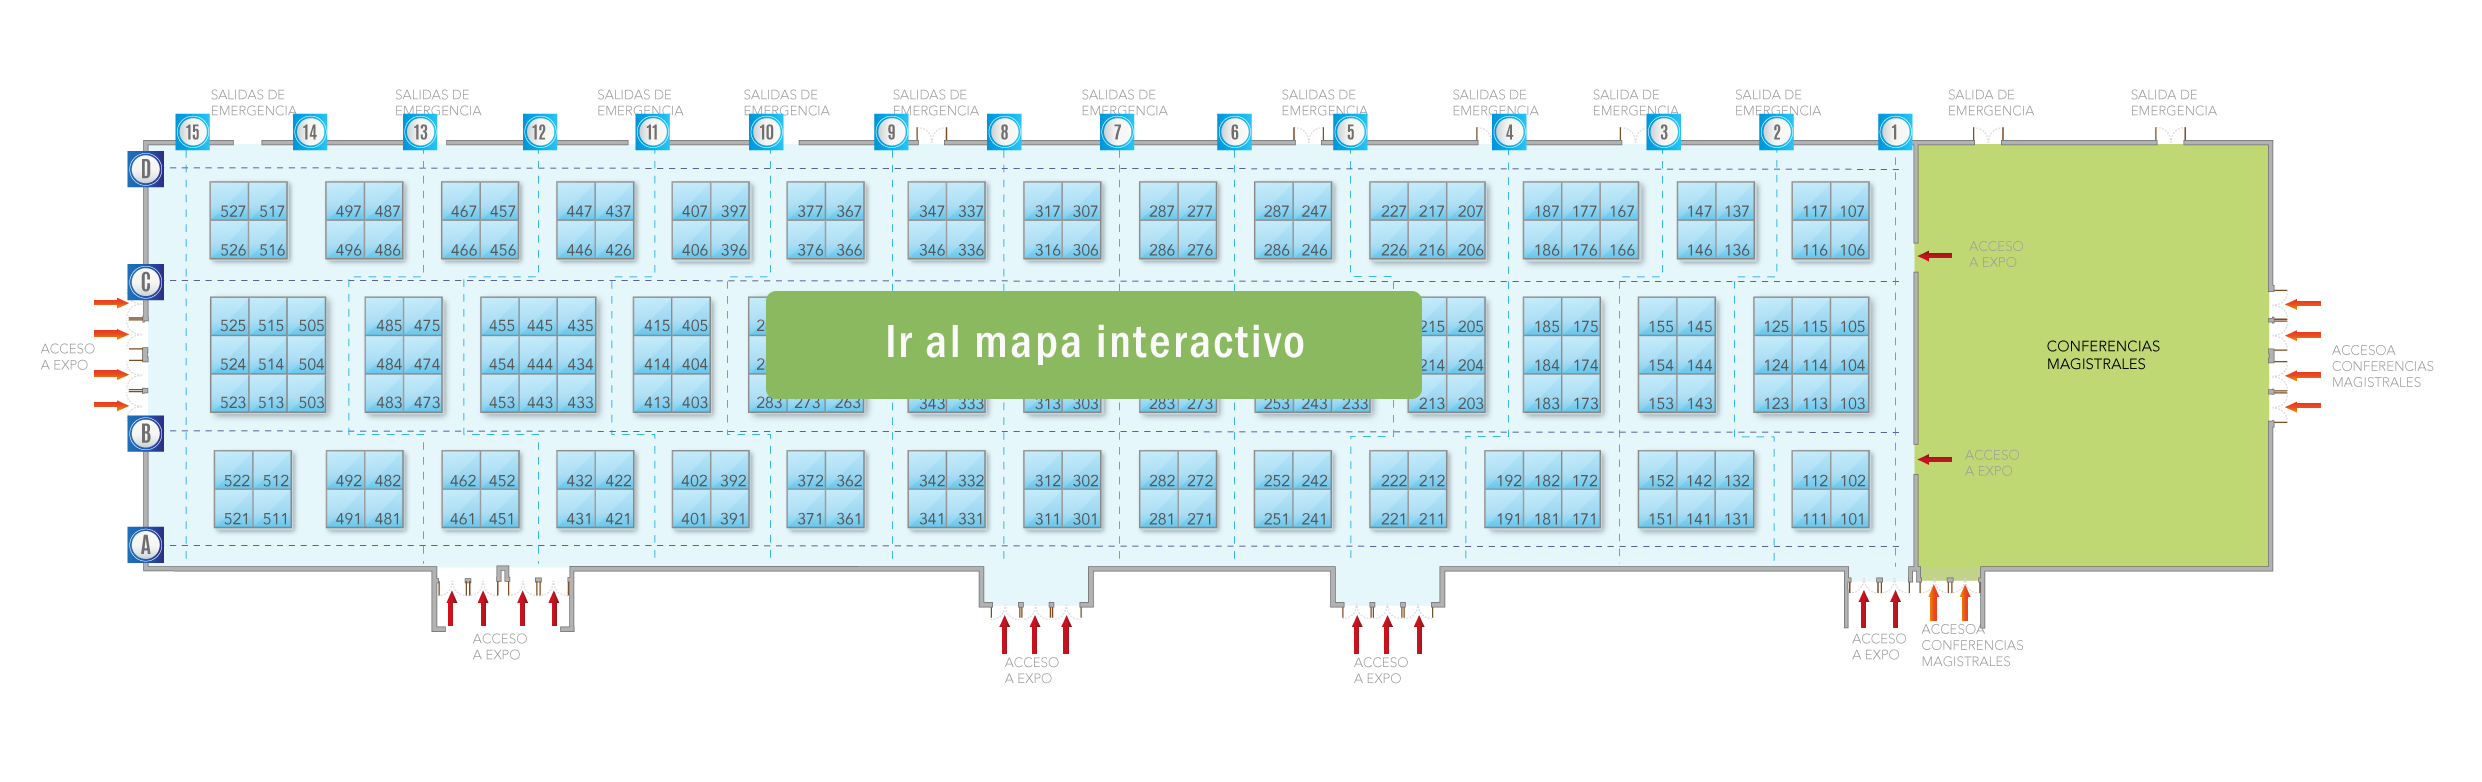 SALIDAS DE EMERGENCIA
SALIDAS DE EMERGENCIA
SALIDAS DE EMERGENCIA
SALIDAS DE EMERGENCIA
SALIDAS DE EMERGENCIA
SALIDAS DE EMERGENCIA
SALIDAS DE EMERGENCIA
SALIDAS DE EMERGENCIA
SALIDAS DE EMERGENCIA
SALIDA DE EMERGENCIA
SALIDA DE EMERGENCIA
SALIDA DE EMERGENCIA
15 14 13 12 11 10 9 8 7 6 5 4 3 2 1
D
527 517 497 487 467 457 447 437 407 397 377 367 347 337 317 307 287 277 287 247 227 217 207 187 177 167 147 137 117 107
526 516 496 486 466 456 446 426 406 396 376 366 346 336 316 306 286 276 286 246 226 216 206 186 176 166 146 136 116 106
ACCESO
A EXPO
C
525 515 505 485 475 455 445 435 415 405 215 205 185 175 155 145 125 115 105
Ir al mapa interactivo
CONFERENCIAS
MAGISTRALES
ACCESO
A EXPO
524 514 504 484 474 454 444 434 414 404 214 204 184 174 154 144 124 114 104
ACCESOA
CONFERENCIAS
MAGISTRALES
523 513 503 483 473 453 443 433 413 403 283 273 263 343 333 313 303 283 273 253 243 233 213 203 183 173 153 143 123 113 103
B
ACCESO
A EXPO
522 512 492 482 462 452 432 422 402 392 372 362 342 332 312 302 282 272 252 242 222 212 192 182 172 152 142 132 112 102
521 511 491 481 461 451 431 421 401 391 371 361 341 331 311 301 281 271 251 241 221 211 191 181 171 151 141 131 111 101
A
ACCESO
A EXPO
ACCESO
A EXPO
ACCESO
A EXPO
ACCESO
A EXPO
ACCESOA
CONFERENCIAS
MAGISTRALES